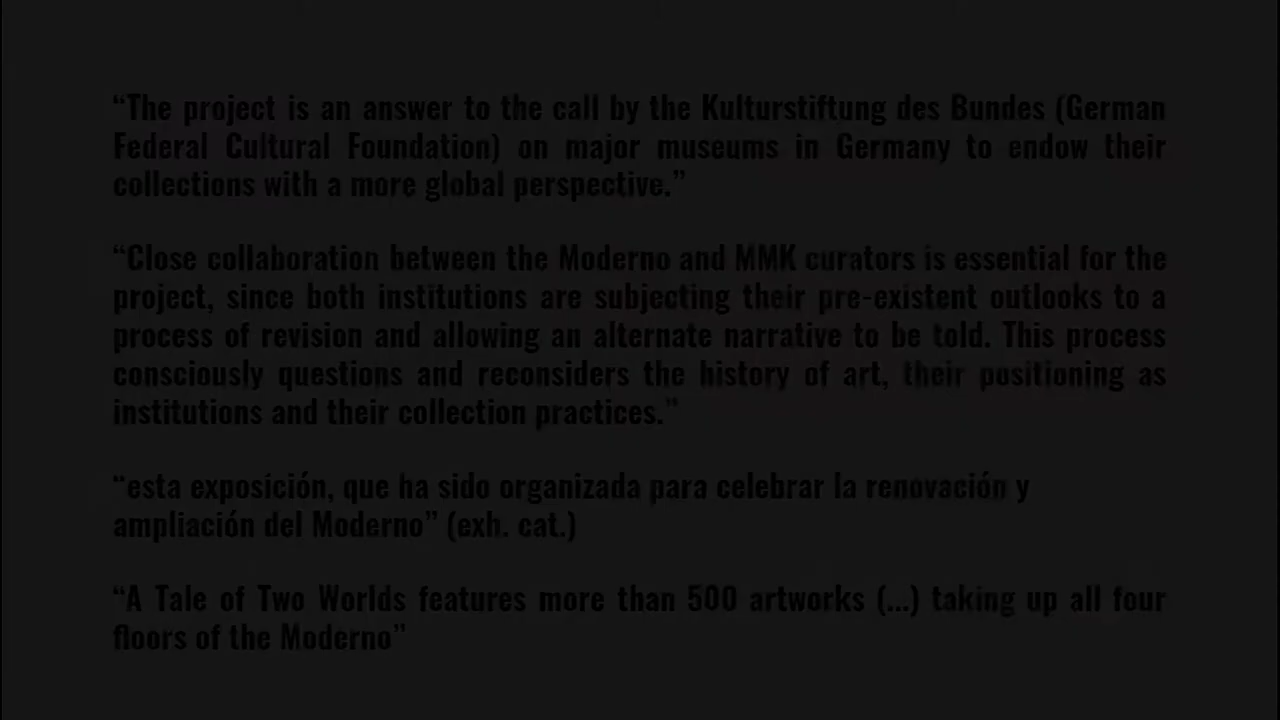 “The project is an answer to the call by the Kulturstiftung des Bundes (German
Federal Cultural Foundation) on major museums in Germany to endow their
collections with a more global perspective.”
“Close collaboration between the Moderno and MMK curators is essential for the
project, since both institutions are subjecting their pre-existent outlooks to a
process of revision and allowing an alternate narrative to be told. This process
consciously questions and reconsiders the history of art, their positioning as
institutions and their collection practices.”
“esta exposición, que ha sido organizada para celebrar la renovación y
ampliación del Moderno” (exh. cat.)
“A Tale of Two Worlds features more than 500 artworks (...) taking up all four
floors of the Moderno”